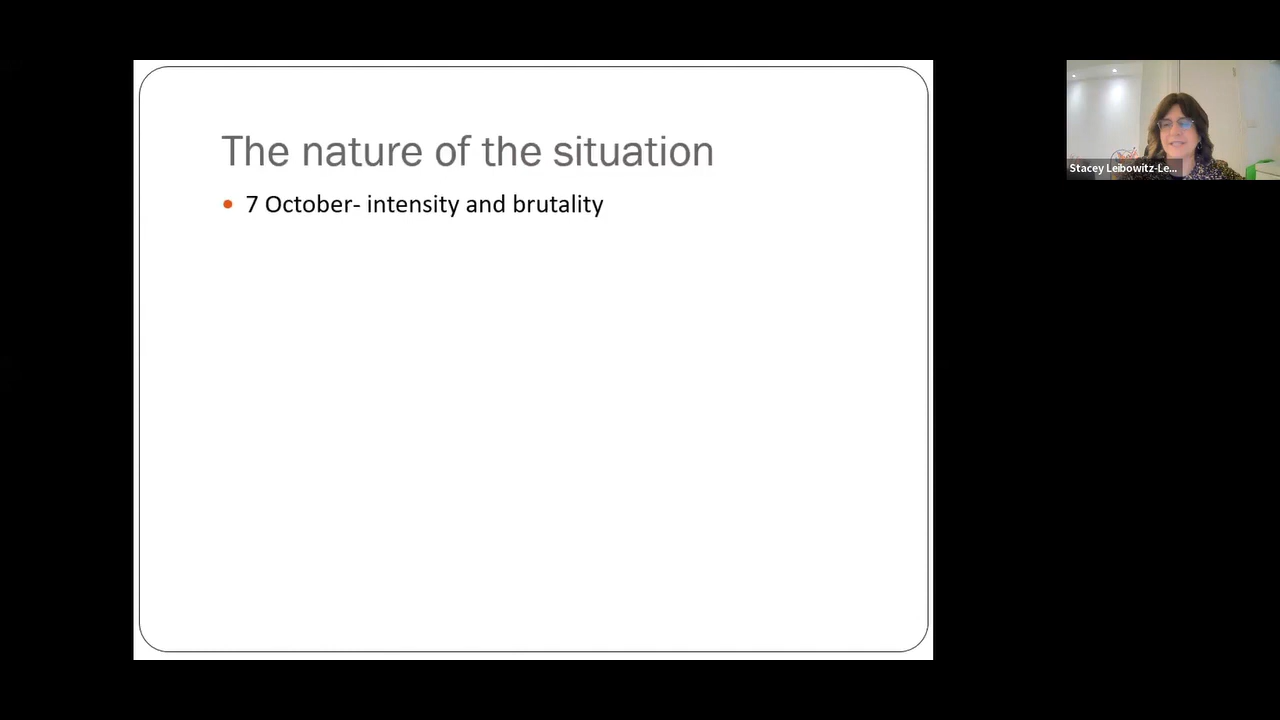 The nature of the situation
• 7 October- intensity and brutality
Stacey Leibowitz-Le...